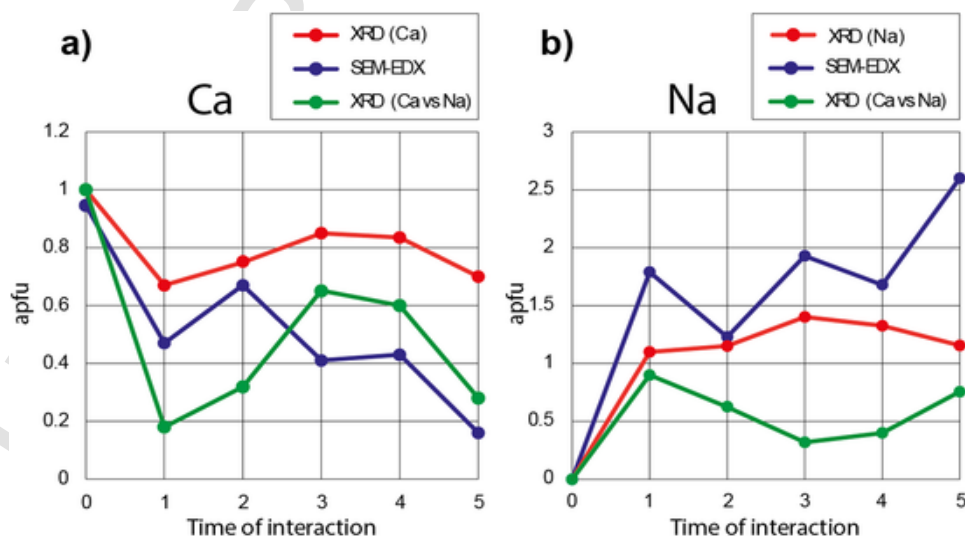 a)
XRD (Ca)
SEM-EDX
XRD (Ca vs Na)
Ca
1.2
1
0.8
0.6
0.4
0.2
0
apfu
0 1 2 3 4 5
Time of interaction
b)
XRD (Na)
SEM-EDX
XRD (Ca vs Na)
Na
3
2.5
2
1.5
1
0.5
0
apfu
0 1 2 3 4 5
Time of interaction